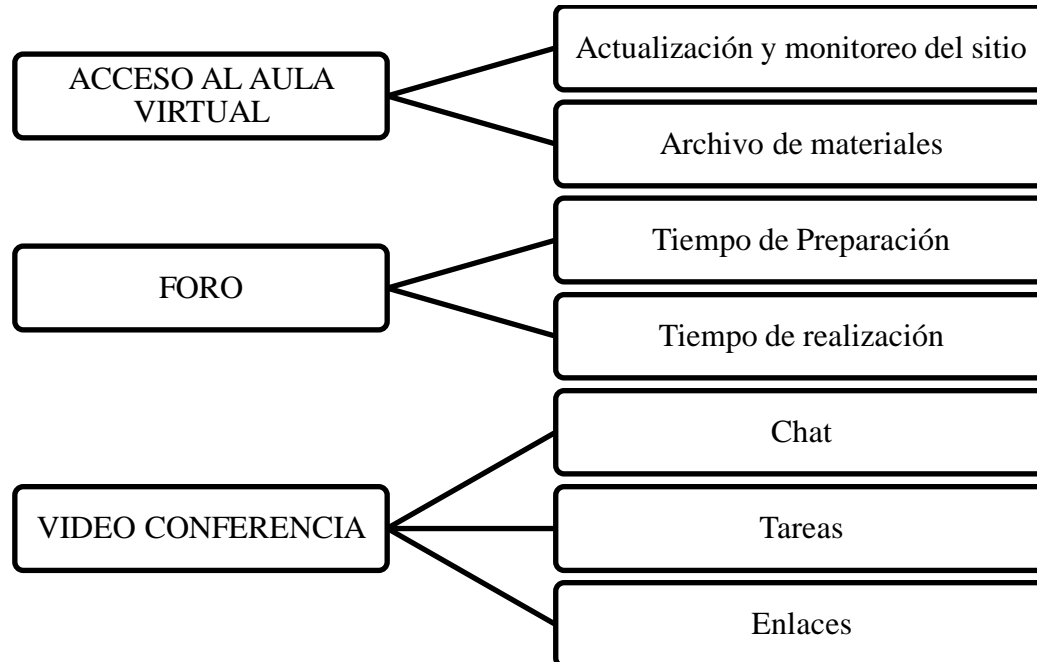 ACCESO AL AULA
VIRTUAL
Actualización y monitoreo del sitio
Archivo de materiales
FORO
Tiempo de Preparación
Tiempo de realización
VIDEO CONFERENCIA
Chat
Tareas
Enlaces